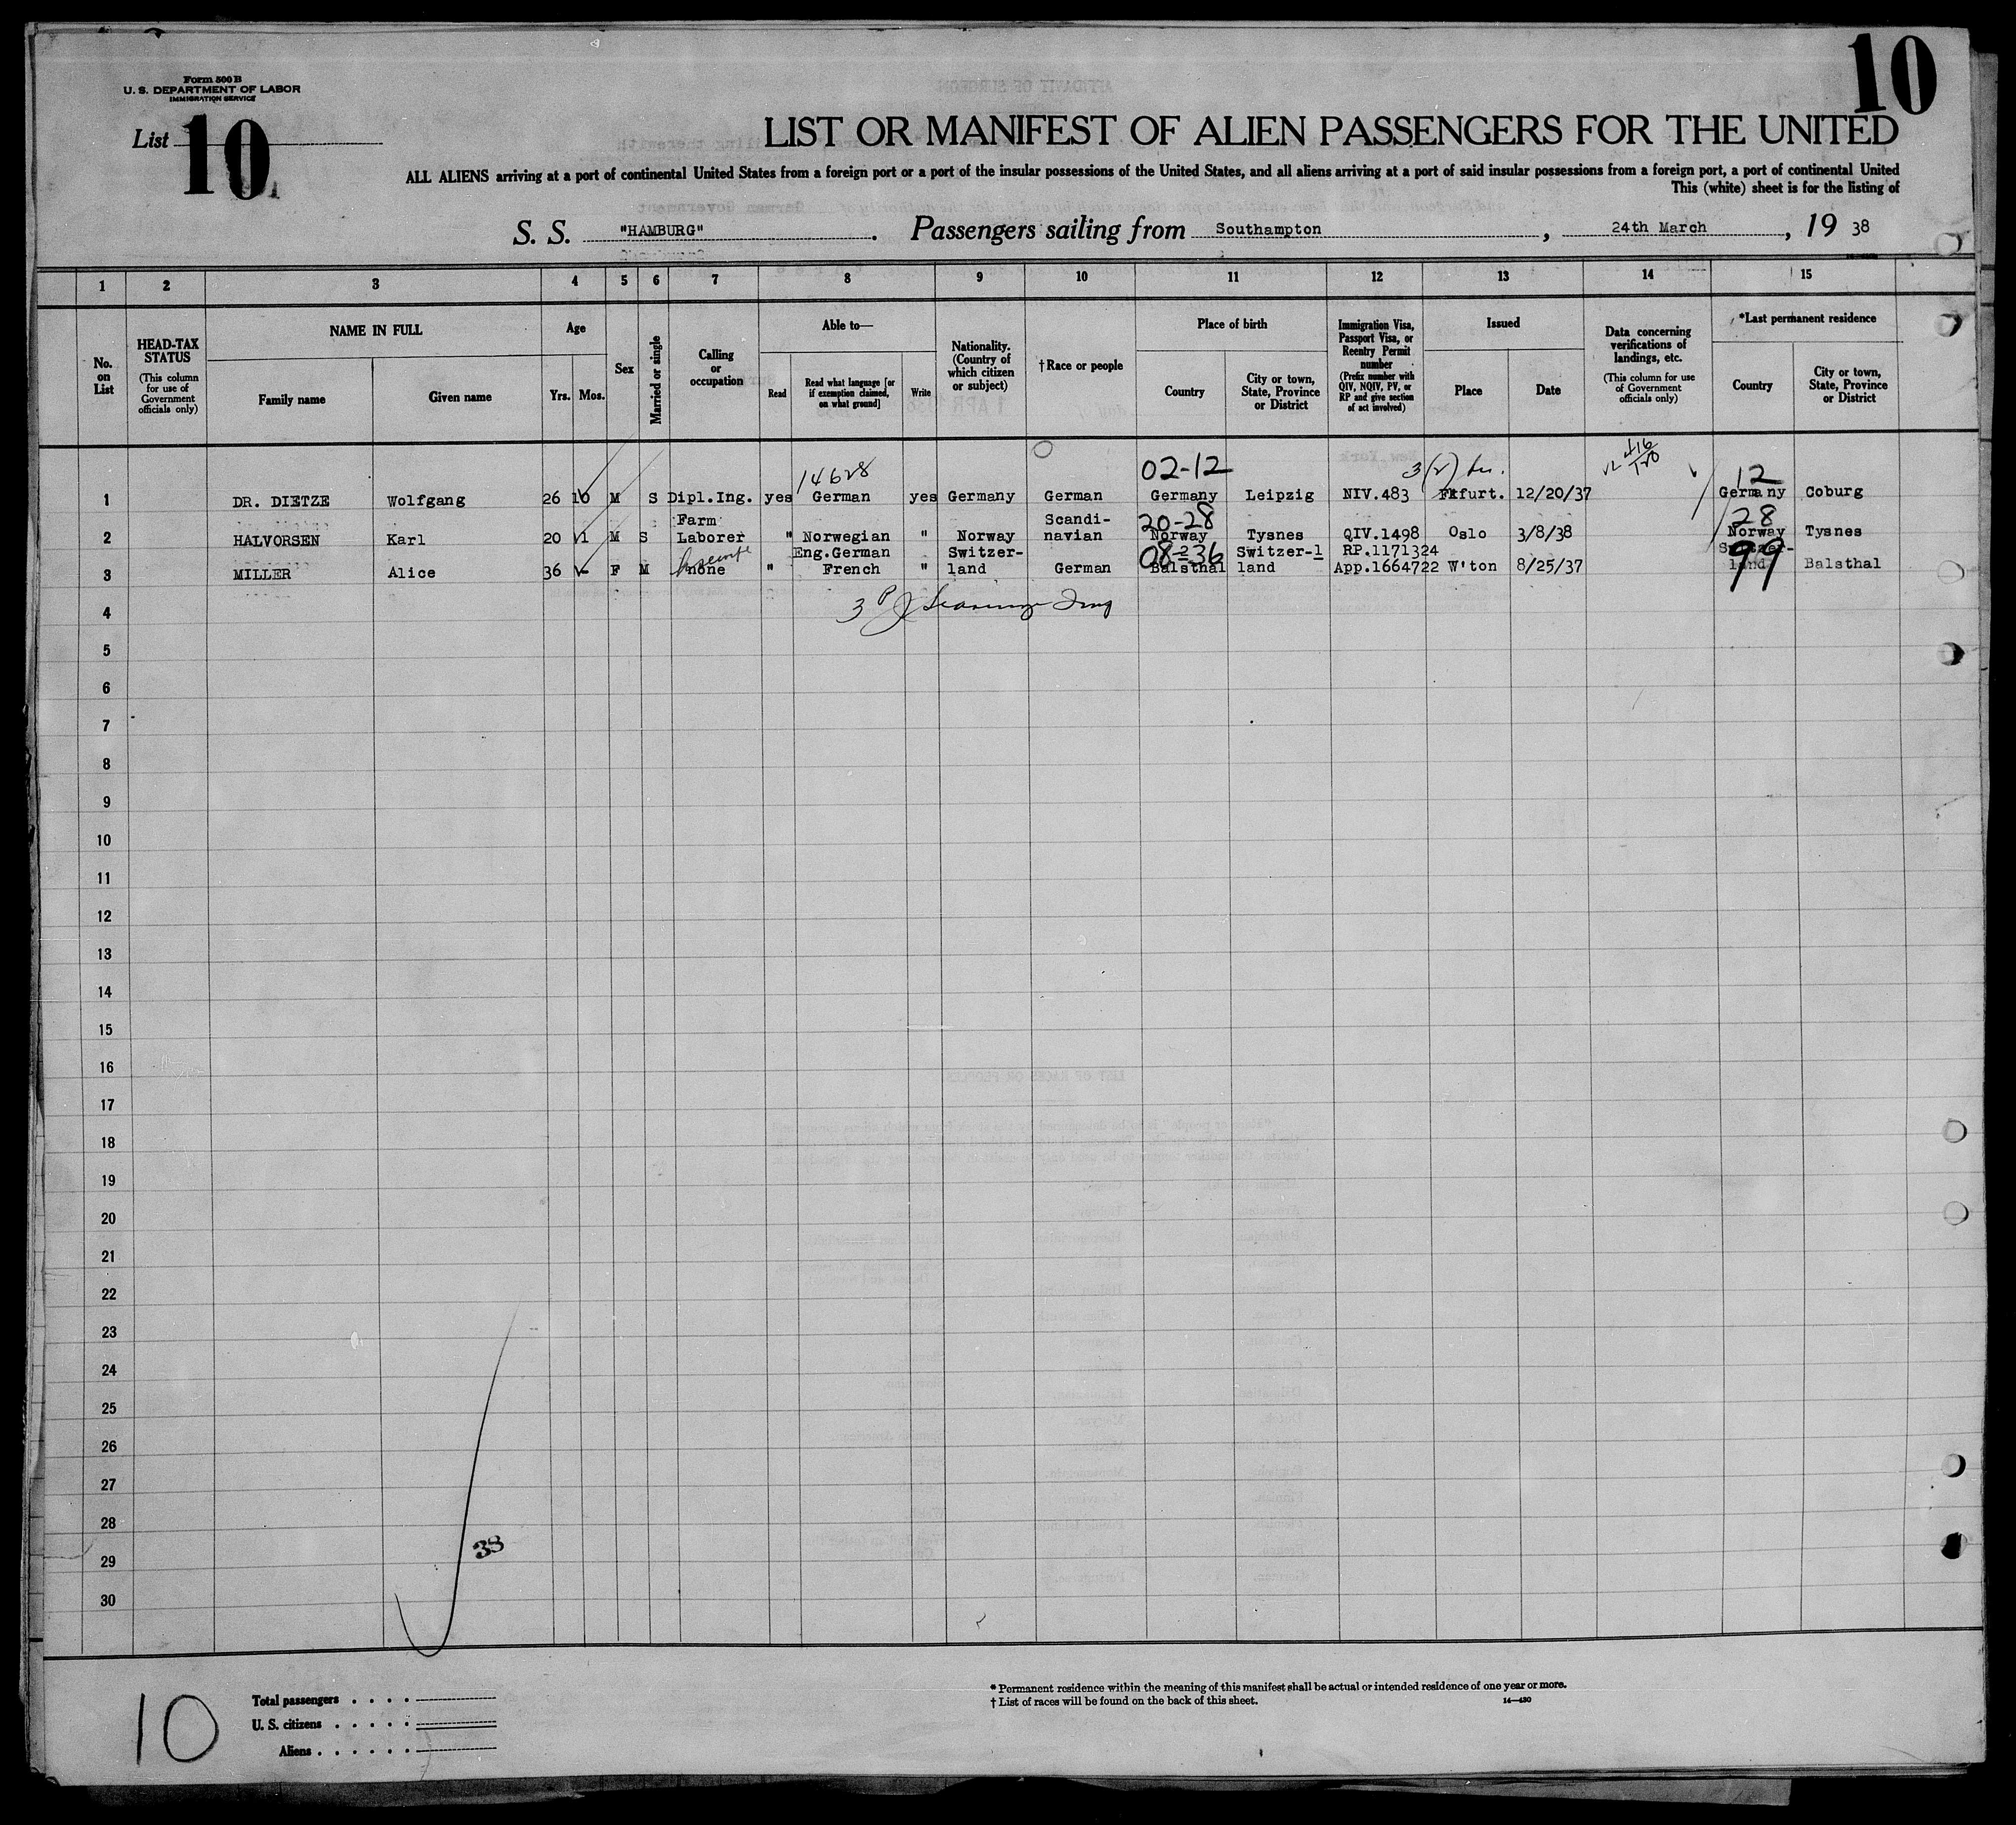 10
Form 500 B
U. S. DEPARTMENT OF LABOR
IMMIGRATION SERVICE
List 10
LIST OR MANIFEST OF ALIEN PASSENGERS FOR THE UNITED
ALL ALIENS arriving at a port of continental United States from a foreign port or a port of the insular possessions of the United States, and all aliens arriving at a port of said insular possessions from a foreign port, a port of continental United
This (white) sheet is for the listing of
S. S. "HAMBURG". Passengers sailing from Southampton, 24th March, 19 38
1 2 3 4 5 6 7 8 9 10 11 12 13 14 15
No. on List
HEAD-TAX STATUS (This column for use of Government officials only)
NAME IN FULL
Family name
Given name
Age
Yrs. Mos.
Sex
Married or single
Calling or occupation
Able to—
Read
Read what language [or if exemption claimed, on what ground]
Write
Nationality. (Country of which citizen or subject)
† Race or people
Place of birth
Country
City or town, State, Province or District
Immigration Visa, Passport Visa, or Reentry Permit number (Prefix number with QIV, NQIV, PV, or RP and give section of act involved)
Issued
Place
Date
Data concerning verifications of landings, etc. (This column for use of Government officials only)
*Last permanent residence
Country
City or town, State, Province or District
14628 02-12 3(2) 12
1 DR. DIETZE Wolfgang 26 10 M S Dipl.Ing. yes German yes Germany German Germany Leipzig NIV.483 Fkfurt. 12/20/37 Germany Coburg
Farm Scandi- 20-28 28
2 HALVORSEN Karl 20 1 M S Laborer " Norwegian " Norway navian Norway Tysnes QIV.1498 Oslo 3/8/38 Norway Tysnes
Eng.German Switzer- 08-236 Switzer-l RP.1171324 Switzer- 99
3 MILLER Alice 36 - F M none " French " land German Balsthal land App.1664722 W'ton 8/25/37 land Balsthal
4
5
6
7
8
9
10
11
12
13
14
15
16
17
18
19
20
21
22
23
24
25
26
27
28
29
30
38
10
Total passengers . . . .
U. S. citizens . . . . .
Aliens . . . . . .
* Permanent residence within the meaning of this manifest shall be actual or intended residence of one year or more.
† List of races will be found on the back of this sheet.
14—430